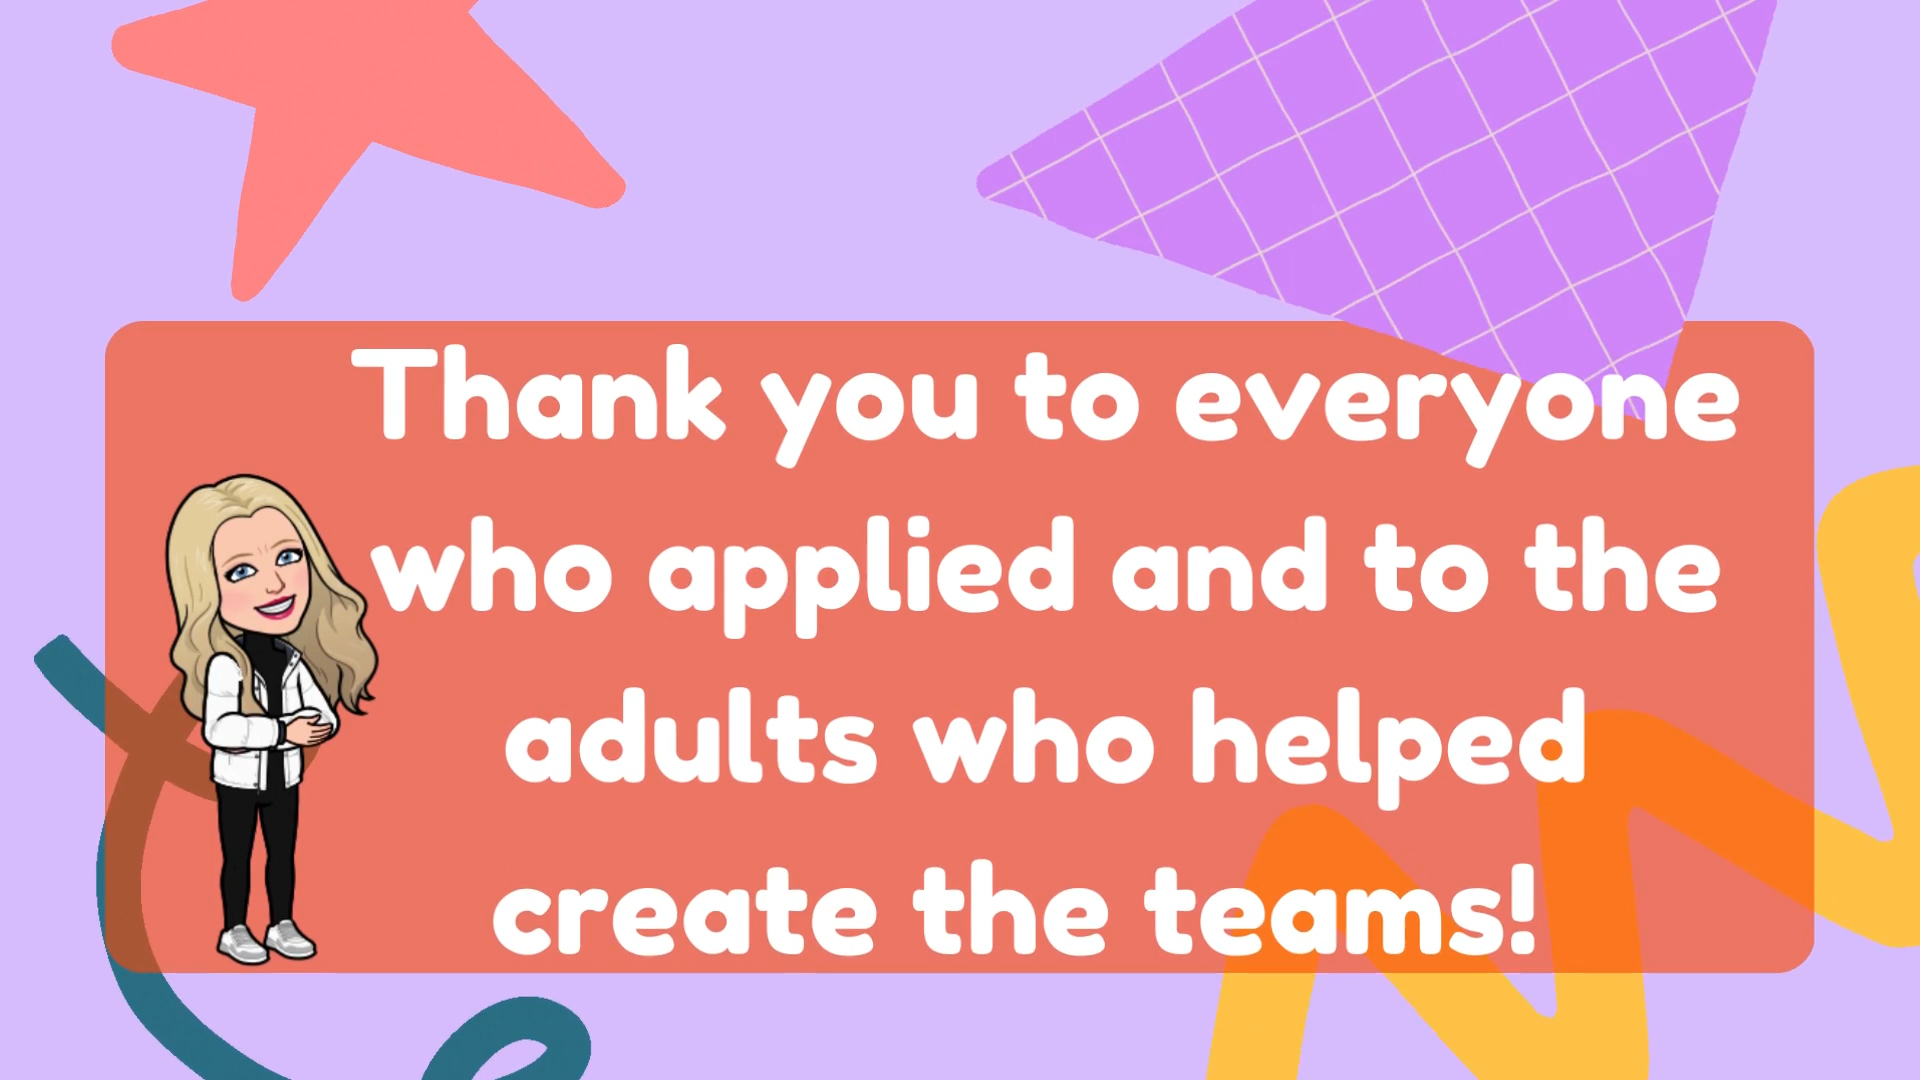 Thank you to everyone
who applied and to the
adults who helped
create the teams!